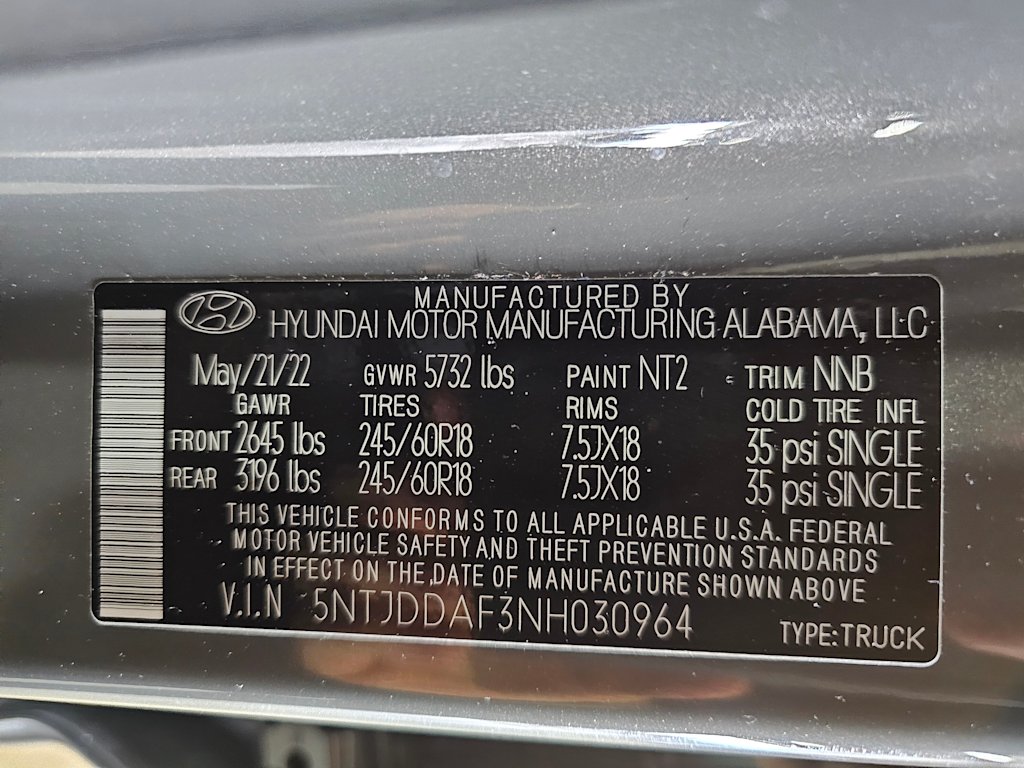 MANUFACTURED BY
HYUNDAI MOTOR MANUFACTURING ALABAMA, LLC
May/21/22 GVWR 5732 lbs PAINT NT2 TRIM NNB
GAWR TIRES RIMS COLD TIRE INFL
FRONT 2645 lbs 245/60R18 7.5JX18 35 psi SINGLE
REAR 3196 lbs 245/60R18 7.5JX18 35 psi SINGLE
THIS VEHICLE CONFORMS TO ALL APPLICABLE U.S.A. FEDERAL
MOTOR VEHICLE SAFETY AND THEFT PREVENTION STANDARDS
IN EFFECT ON THE DATE OF MANUFACTURE SHOWN ABOVE
V.I.N 5NTJDDAF3NH030964 TYPE:TRUCK